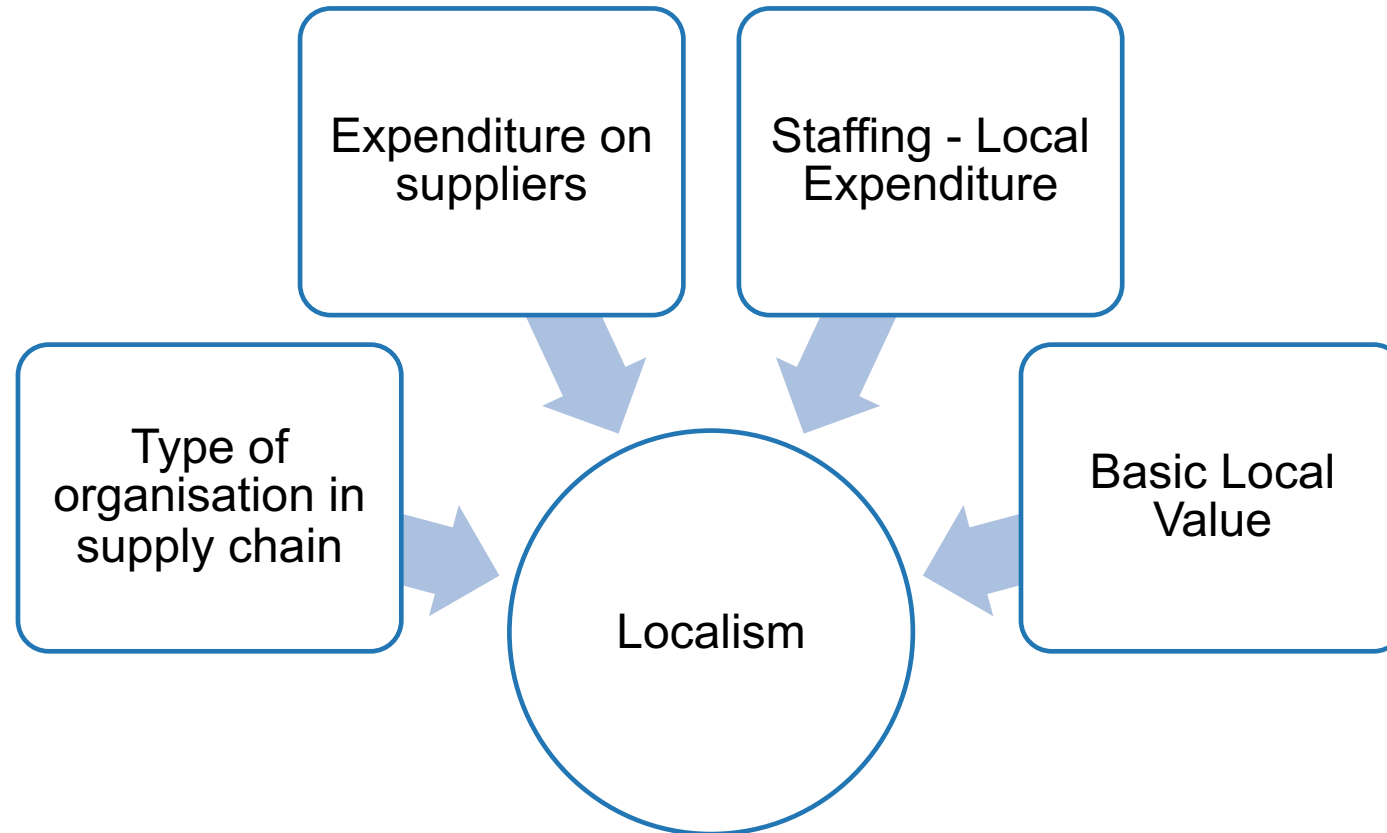 Expenditure on
suppliers
Staffing - Local
Expenditure
Type of
organisation in
supply chain
Basic Local
Value
Localism